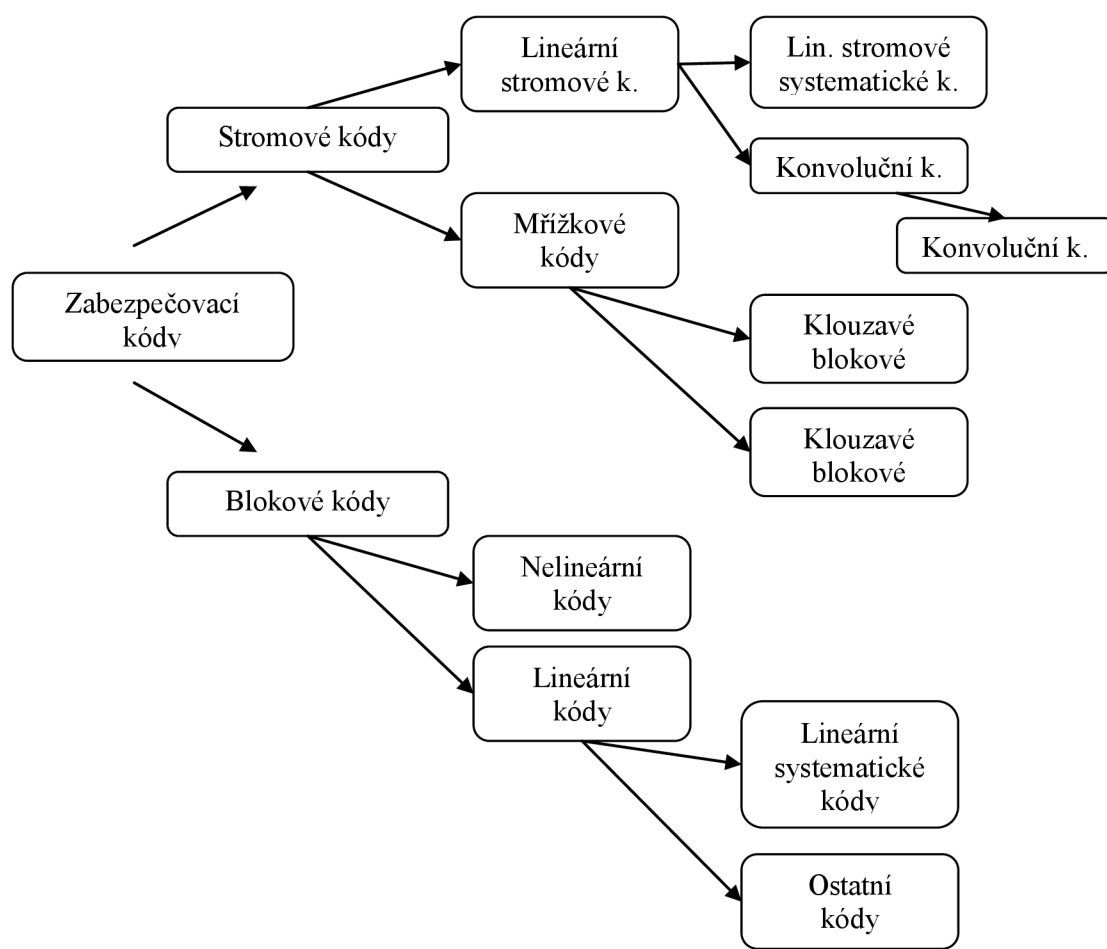 Lineární
stromové k.
Lin. stromové
systematické k.
Stromové kódy
Konvoluční k.
Mřížkové
kódy
Konvoluční k.
Zabezpečovací
kódy
Klouzavé
blokové
Klouzavé
blokové
Blokové kódy
Nelineární
kódy
Lineární
kódy
Lineární
systematické
kódy
Ostatní
kódy